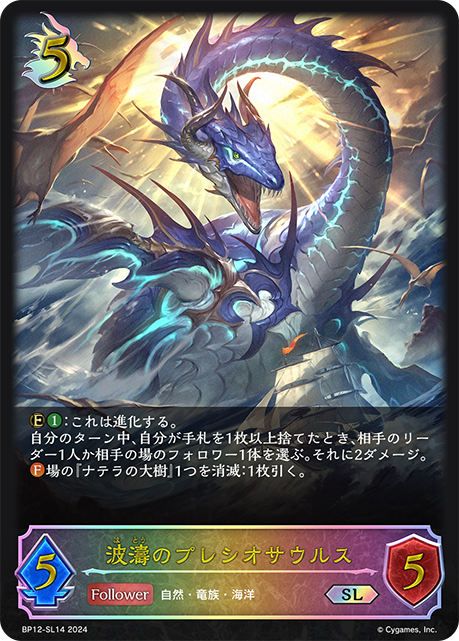 5
E 1：これは進化する。
自分のターン中、自分が手札を1枚以上捨てたとき、相手のリー
ダー1人か相手の場のフォロワー1体を選ぶ。それに2ダメージ。
F 場の『ナテラの大樹』1つを消滅：1枚引く。
はとう
波濤のプレシオサウルス
5
Follower 自然・竜族・海洋
SL
5
BP12-SL14 2024
© Cygames, Inc.